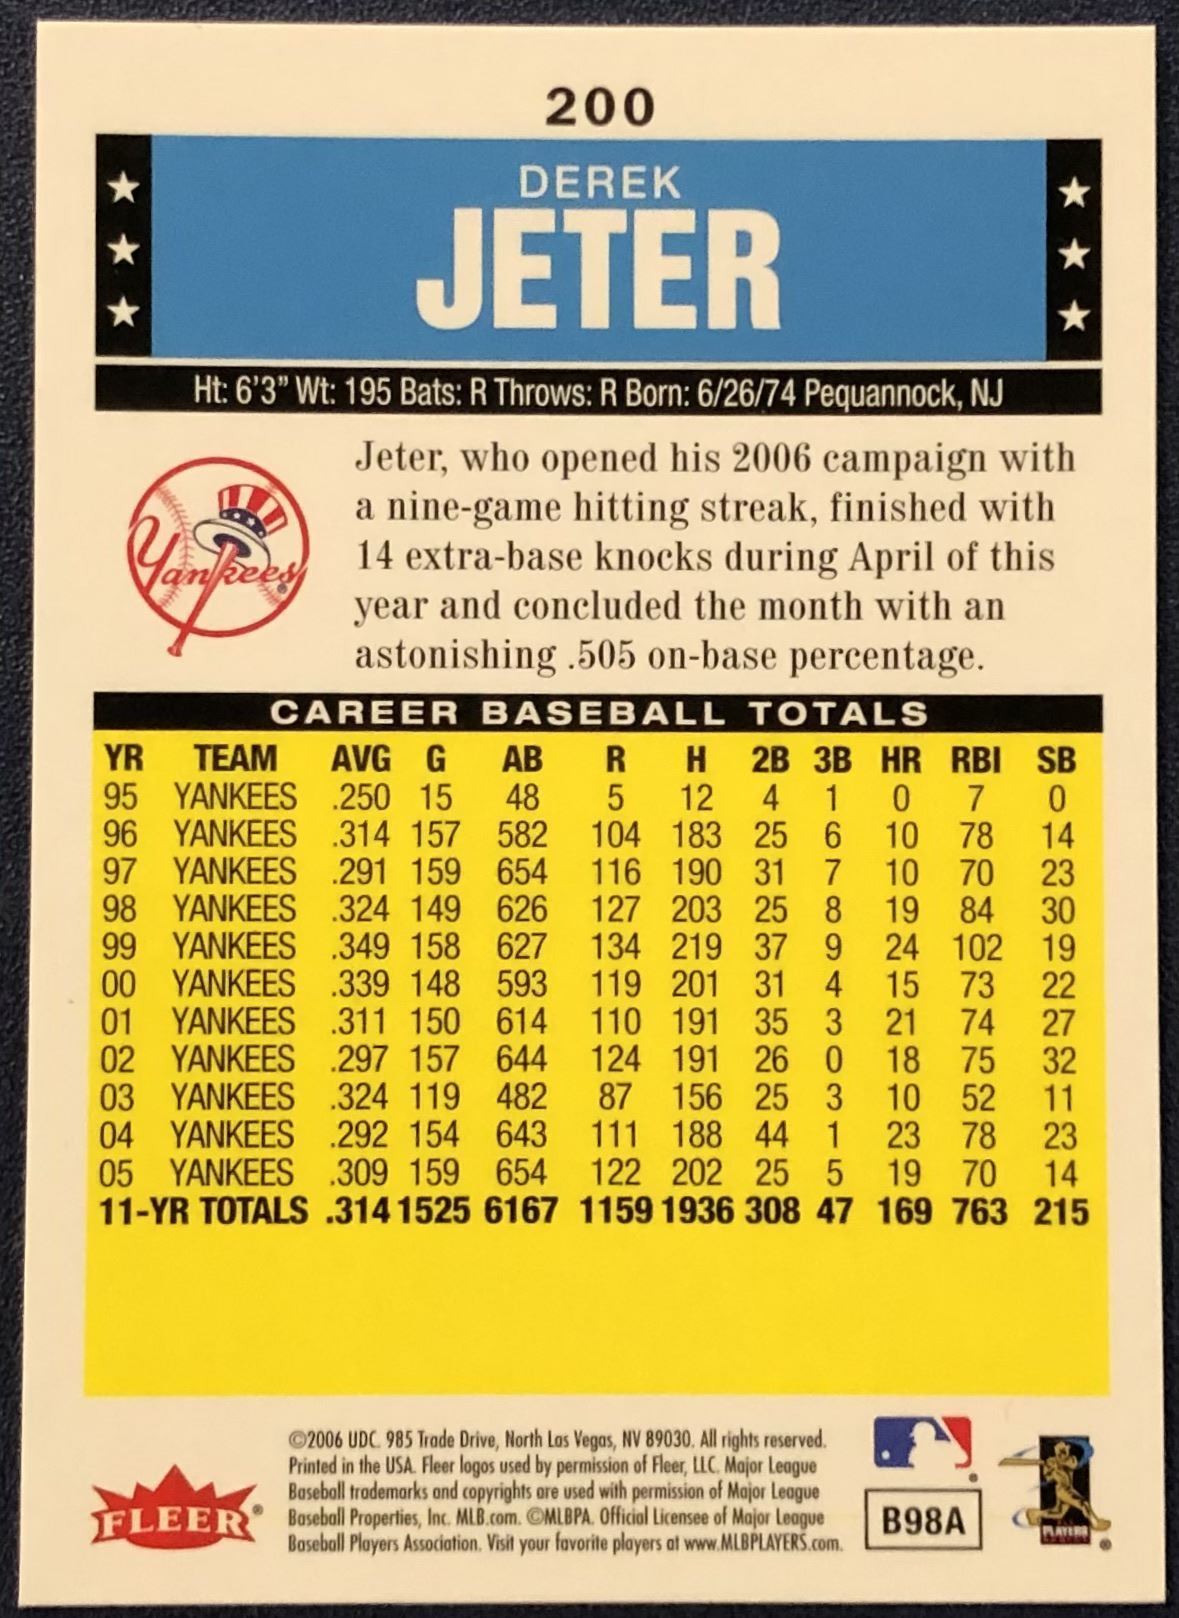 200
DEREK
JETER
Ht: 6'3" Wt: 195 Bats: R Throws: R Born: 6/26/74 Pequannock, NJ
Yankees
Jeter, who opened his 2006 campaign with
a nine-game hitting streak, finished with
14 extra-base knocks during April of this
year and concluded the month with an
astonishing .505 on-base percentage.
CAREER BASEBALL TOTALS
YR TEAM AVG G AB R H 2B 3B HR RBI SB
95 YANKEES .250 15 48 5 12 4 1 0 7 0
96 YANKEES .314 157 582 104 183 25 6 10 78 14
97 YANKEES .291 159 654 116 190 31 7 10 70 23
98 YANKEES .324 149 626 127 203 25 8 19 84 30
99 YANKEES .349 158 627 134 219 37 9 24 102 19
00 YANKEES .339 148 593 119 201 31 4 15 73 22
01 YANKEES .311 150 614 110 191 35 3 21 74 27
02 YANKEES .297 157 644 124 191 26 0 18 75 32
03 YANKEES .324 119 482 87 156 25 3 10 52 11
04 YANKEES .292 154 643 111 188 44 1 23 78 23
05 YANKEES .309 159 654 122 202 25 5 19 70 14
11-YR TOTALS .314 1525 6167 1159 1936 308 47 169 763 215
©2006 UDC. 985 Trade Drive, North Las Vegas, NV 89030. All rights reserved.
Printed in the USA. Fleer logos used by permission of Fleer, LLC. Major League
Baseball trademarks and copyrights are used with permission of Major League
Baseball Properties, Inc. MLB.com. ©MLBPA. Official Licensee of Major League
Baseball Players Association. Visit your favorite players at www.MLBPLAYERS.com.
FLEER®
B98A
PLAYERS